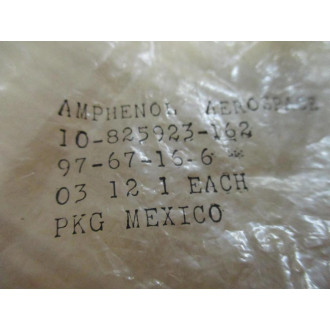 AMPHENOL AEROSPACE
10-825923-162
97-67-16-6 **
03 12 1 EACH
PKG MEXICO